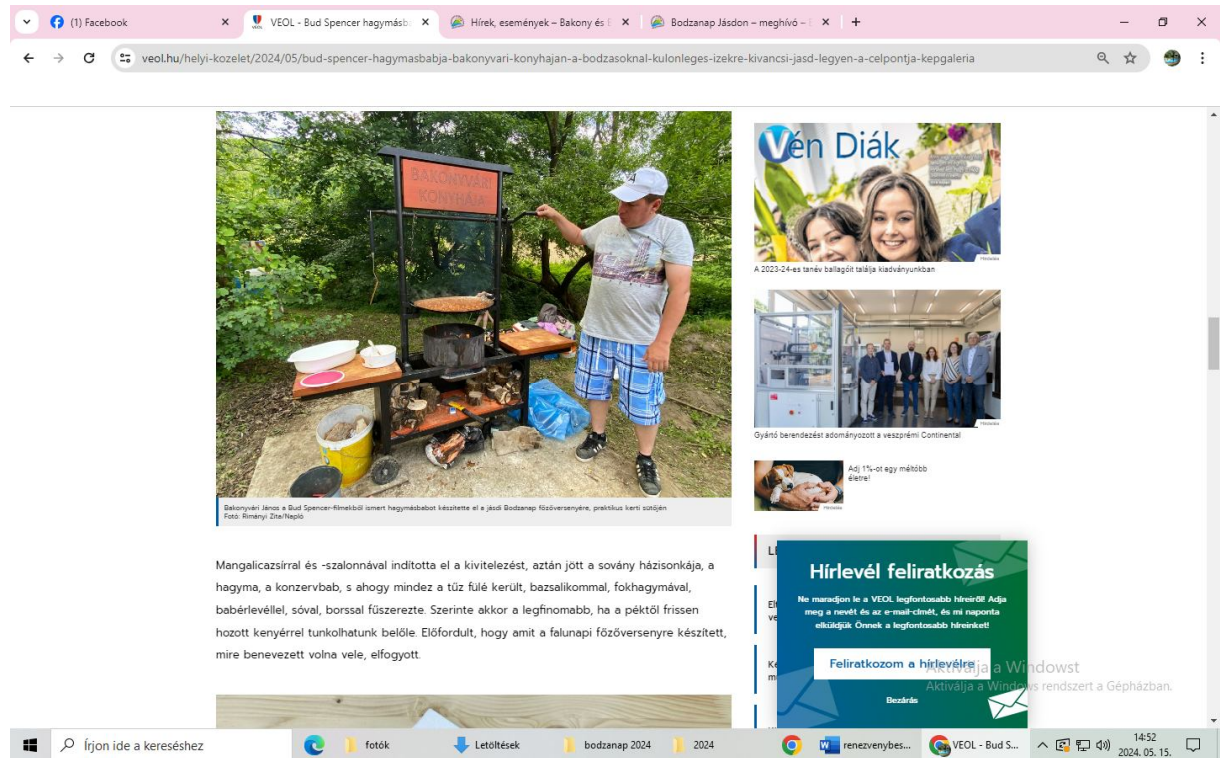 (1) Facebook
VEOL - Bud Spencer hagymásb
Hírek, események – Bakony és B
Bodzanap Jásdon – meghívó –
veol.hu/helyi-kozelet/2024/05/bud-spencer-hagymasbabja-bakonyvari-konyhajan-a-bodzasoknal-kulonleges-izekre-kivancsi-jasd-legyen-a-celpontja-kepgaleria
BAKONYVÁRI
KONYHÁJA
Bakonyvári János a Bud Spencer-filmekből ismert hagymásbabot készítette el a jásdi Bodzanap főzőversenyére, praktikus kerti sütőjén
Fotó: Rimányi Zita/Napló
Mangalicazsírral és -szalonnával indította el a kivitelezést, aztán jött a sovány házisonkája, a
hagyma, a konzervbab, s ahogy mindez a tűz fülé került, bazsalikommal, fokhagymával,
babérlevéllel, sóval, borssal fűszerezte. Szerinte akkor a legfinomabb, ha a péktől frissen
hozott kenyérrel tunkolhatunk belőle. Előfordult, hogy amit a falunapi főzőversenyre készített,
mire benevezett volna vele, elfogyott.
Vén Diák
Hirdetés
A 2023-24-es tanév ballagóit találja kiadványunkban
Hirdetés
Gyártó berendezést adományozott a veszprémi Continental
Adj 1%-ot egy méltóbb
életre!
Hirdetés
Hírlevél feliratkozás
Ne maradjon le a VEOL legfontosabb híreiről! Adja
meg a nevét és az e-mail-címét, és mi naponta
elküldjük Önnek a legfontosabb híreinket!
Feliratkozom a hírlevélre
Bezárás
Aktiválja a Windowst
Aktiválja a Windows rendszert a Gépházban.
Írjon ide a kereséshez
fotók
Letöltések
bodzanap 2024
2024
renezvenybes...
VEOL - Bud S...
14:52
2024. 05. 15.